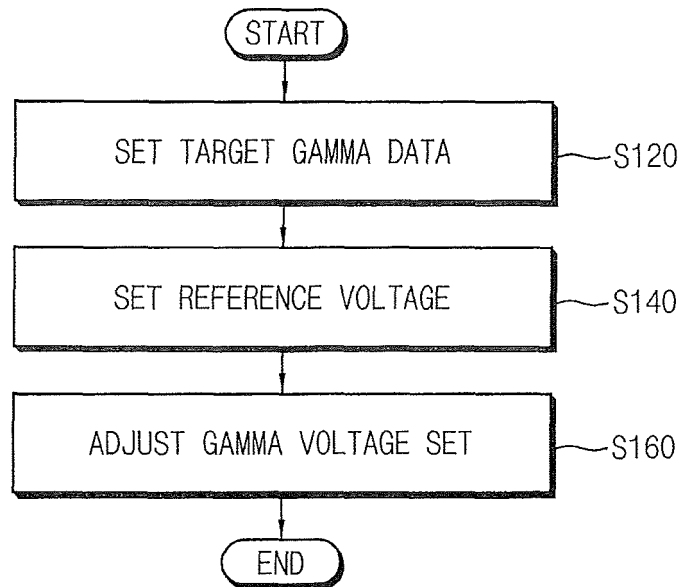 START
SET TARGET GAMMA DATA
S120
SET REFERENCE VOLTAGE
S140
ADJUST GAMMA VOLTAGE SET
S160
END